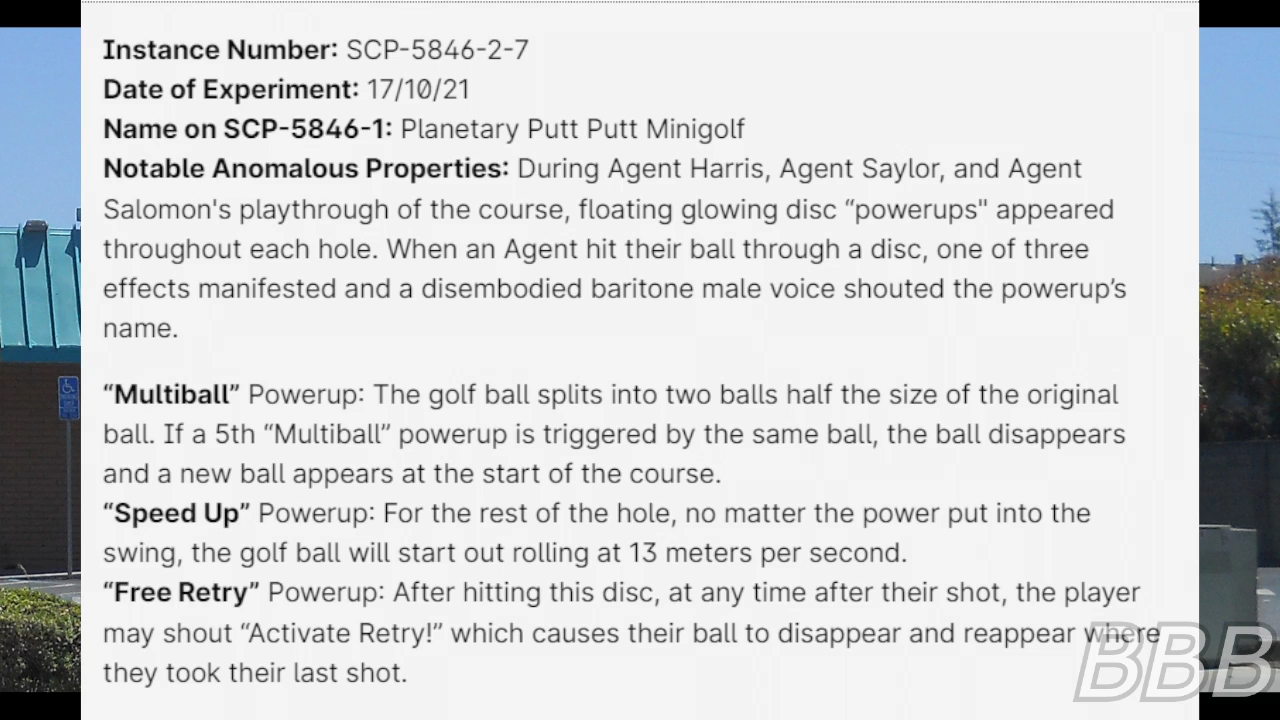 Instance Number: SCP-5846-2-7
Date of Experiment: 17/10/21
Name on SCP-5846-1: Planetary Putt Putt Minigolf
Notable Anomalous Properties: During Agent Harris, Agent Saylor, and Agent
Salomon's playthrough of the course, floating glowing disc “powerups" appeared
throughout each hole. When an Agent hit their ball through a disc, one of three
effects manifested and a disembodied baritone male voice shouted the powerup’s
name.
“Multiball” Powerup: The golf ball splits into two balls half the size of the original
ball. If a 5th “Multiball” powerup is triggered by the same ball, the ball disappears
and a new ball appears at the start of the course.
“Speed Up” Powerup: For the rest of the hole, no matter the power put into the
swing, the golf ball will start out rolling at 13 meters per second.
“Free Retry” Powerup: After hitting this disc, at any time after their shot, the player
may shout “Activate Retry!” which causes their ball to disappear and reappear where
they took their last shot.
BBB